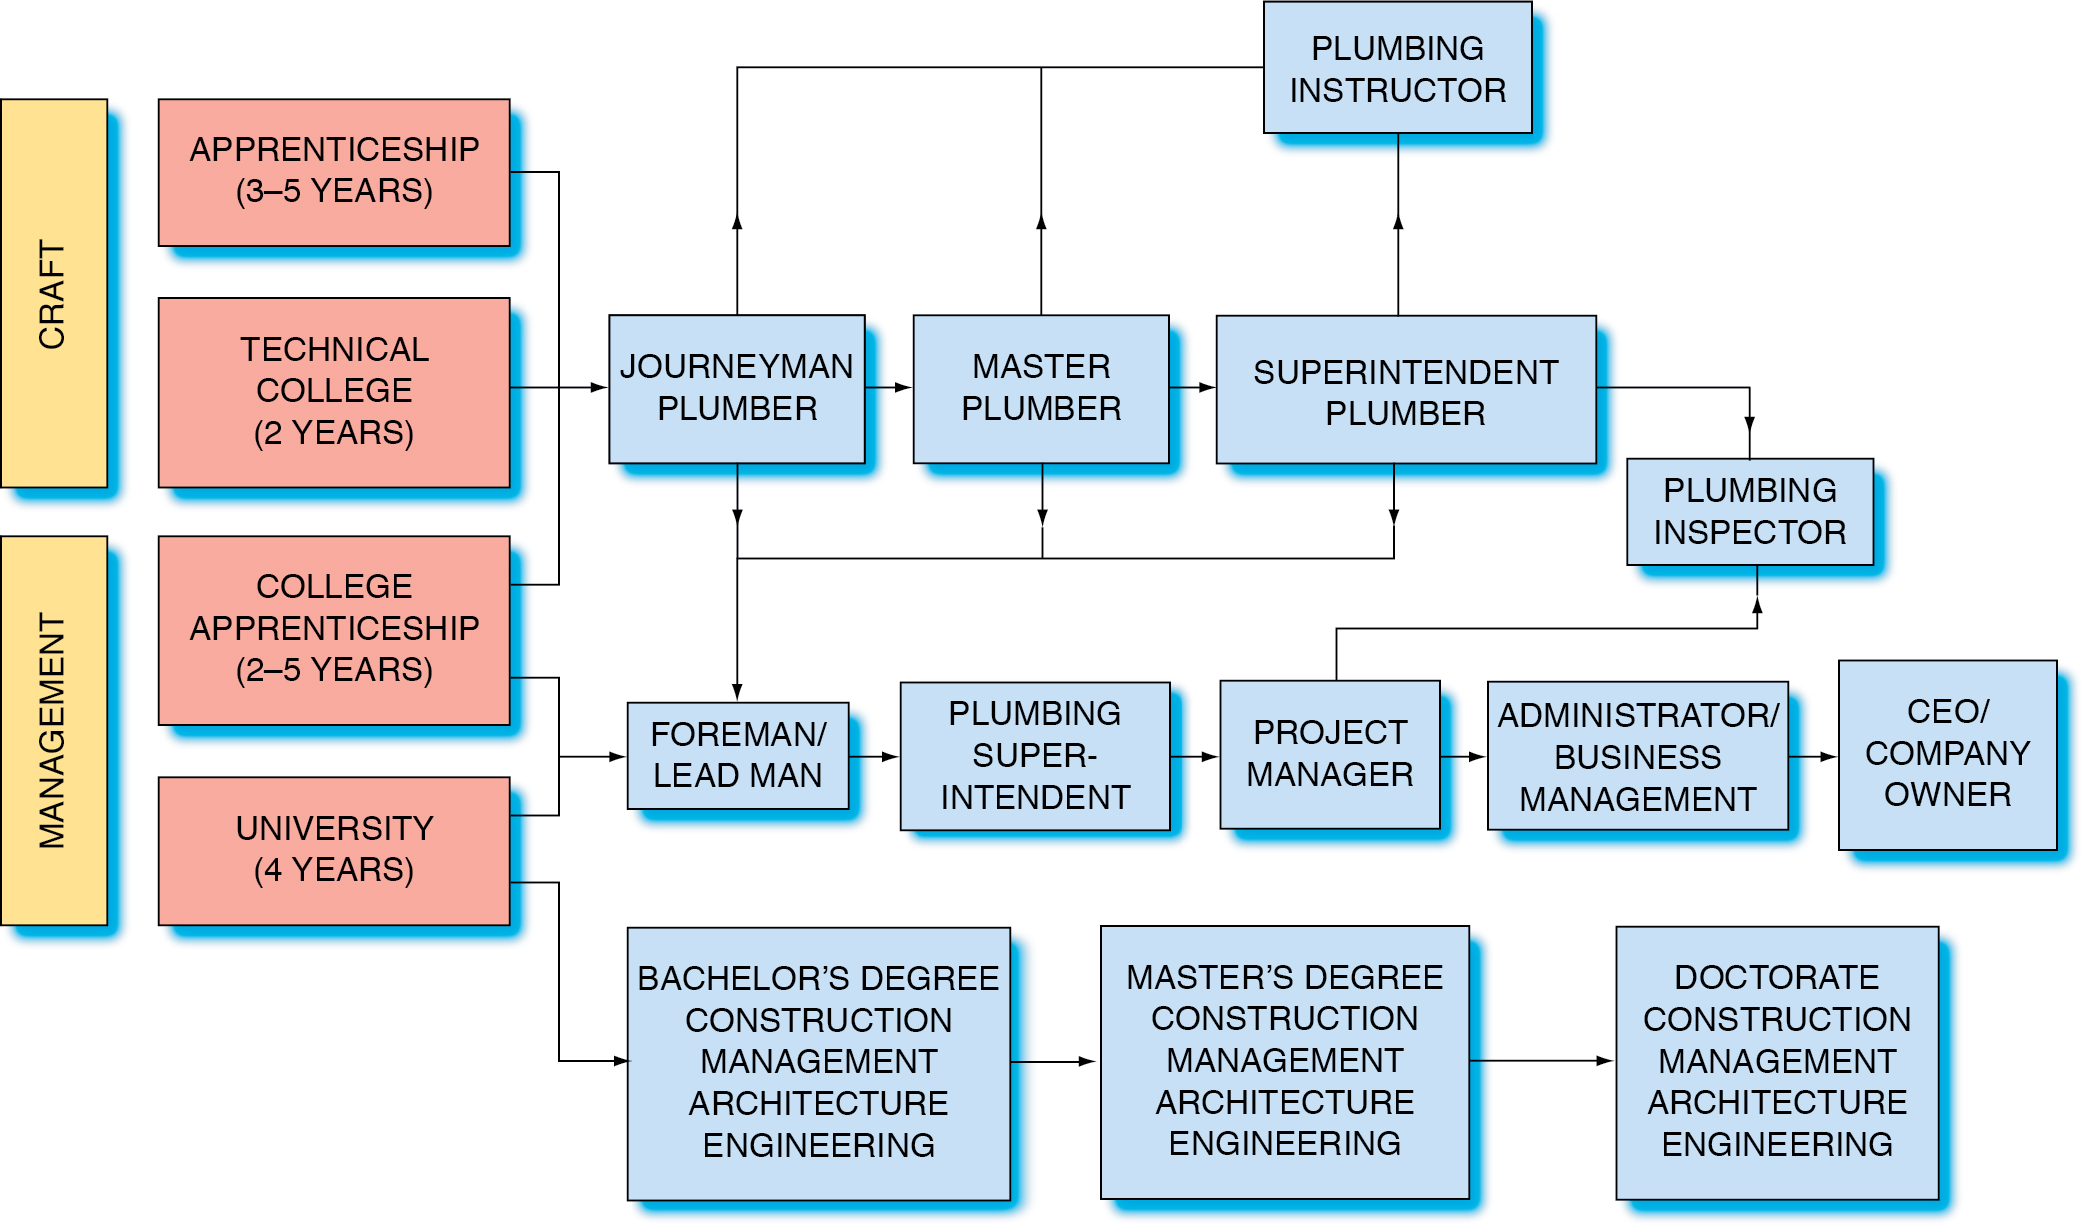 PLUMBING
INSTRUCTOR
CRAFT
APPRENTICESHIP
(3–5 YEARS)
TECHNICAL
COLLEGE
(2 YEARS)
JOURNEYMAN
PLUMBER
MASTER
PLUMBER
SUPERINTENDENT
PLUMBER
PLUMBING
INSPECTOR
MANAGEMENT
COLLEGE
APPRENTICESHIP
(2–5 YEARS)
UNIVERSITY
(4 YEARS)
FOREMAN/
LEAD MAN
PLUMBING
SUPER-
INTENDENT
PROJECT
MANAGER
ADMINISTRATOR/
BUSINESS
MANAGEMENT
CEO/
COMPANY
OWNER
BACHELOR’S DEGREE
CONSTRUCTION
MANAGEMENT
ARCHITECTURE
ENGINEERING
MASTER’S DEGREE
CONSTRUCTION
MANAGEMENT
ARCHITECTURE
ENGINEERING
DOCTORATE
CONSTRUCTION
MANAGEMENT
ARCHITECTURE
ENGINEERING